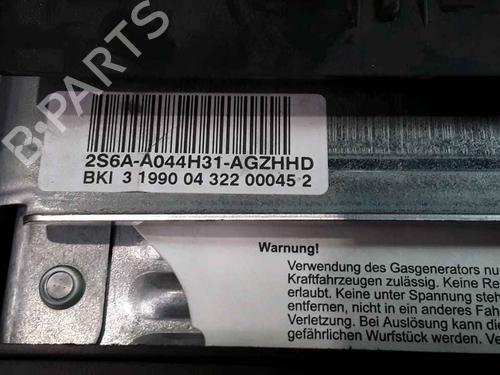 B-PARTS
2S6A-A044H31-AGZHHD
BKI 3 1990 04 322 00045 2
Warnung!
Verwendung des Gasgenerators nu
Kraftfahrzeugen zulässig. Keine Re
erlaubt. Keine unter Spannung steh
entfernen, nicht in ein anderes Fah
Verletzung. Bei Auslösung kann die
gefährlichen Wurfstück werden. Ve